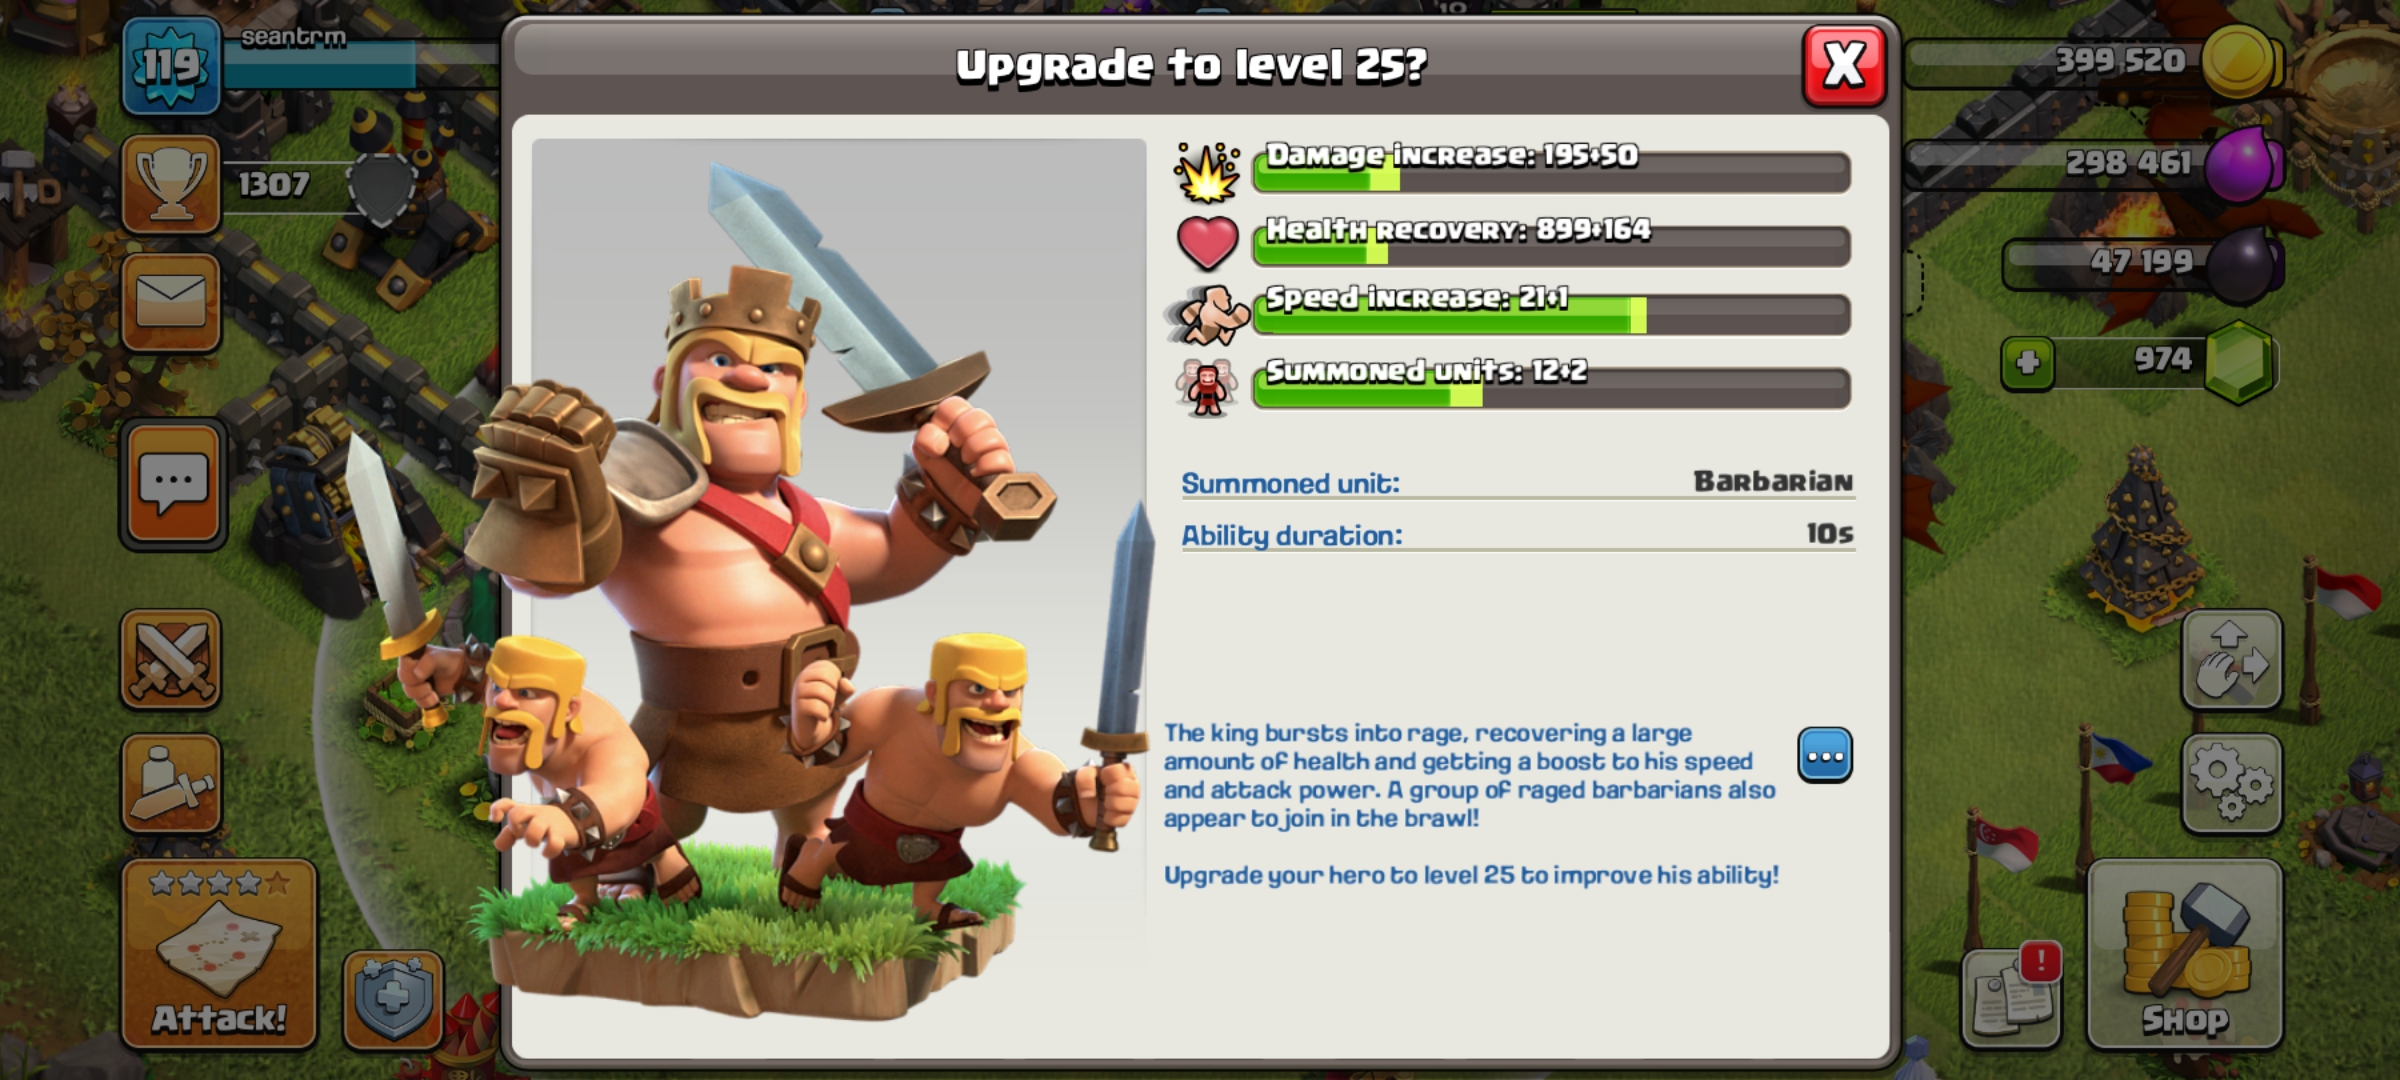 119
seantrm
Upgrade to level 25?
X
399 520
1307
298 461
47 199
974
Damage increase: 195+50
Health recovery: 899+164
Speed increase: 21+1
Summoned units: 12+2
Summoned unit: Barbarian
Ability duration: 10s
The king bursts into rage, recovering a large
amount of health and getting a boost to his speed
and attack power. A group of raged barbarians also
appear to join in the brawl!
Upgrade your hero to level 25 to improve his ability!
Attack!
!
Shop